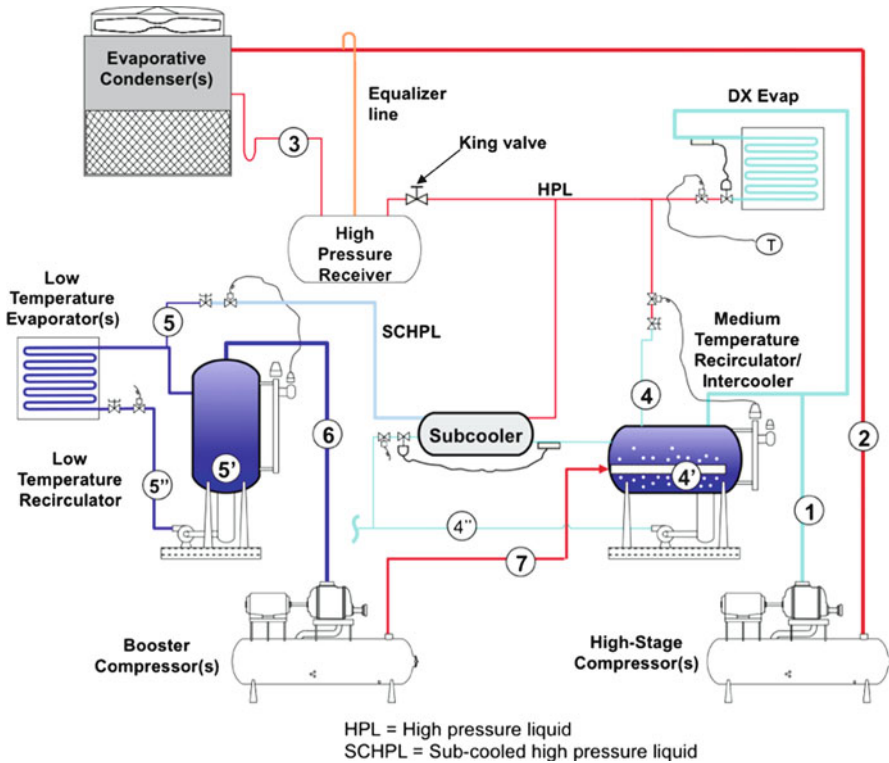 Evaporative
Condenser(s)
Equalizer
line
DX Evap
3
King valve
HPL
High
Pressure
Receiver
T
Low
Temperature
Evaporator(s)
5
SCHPL
Medium
Temperature
Recirculator/
Intercooler
4
6
Subcooler
2
5'
4'
Low
Temperature
Recirculator
5"
4"
1
7
Booster
Compressor(s)
High-Stage
Compressor(s)
HPL = High pressure liquid
SCHPL = Sub-cooled high pressure liquid